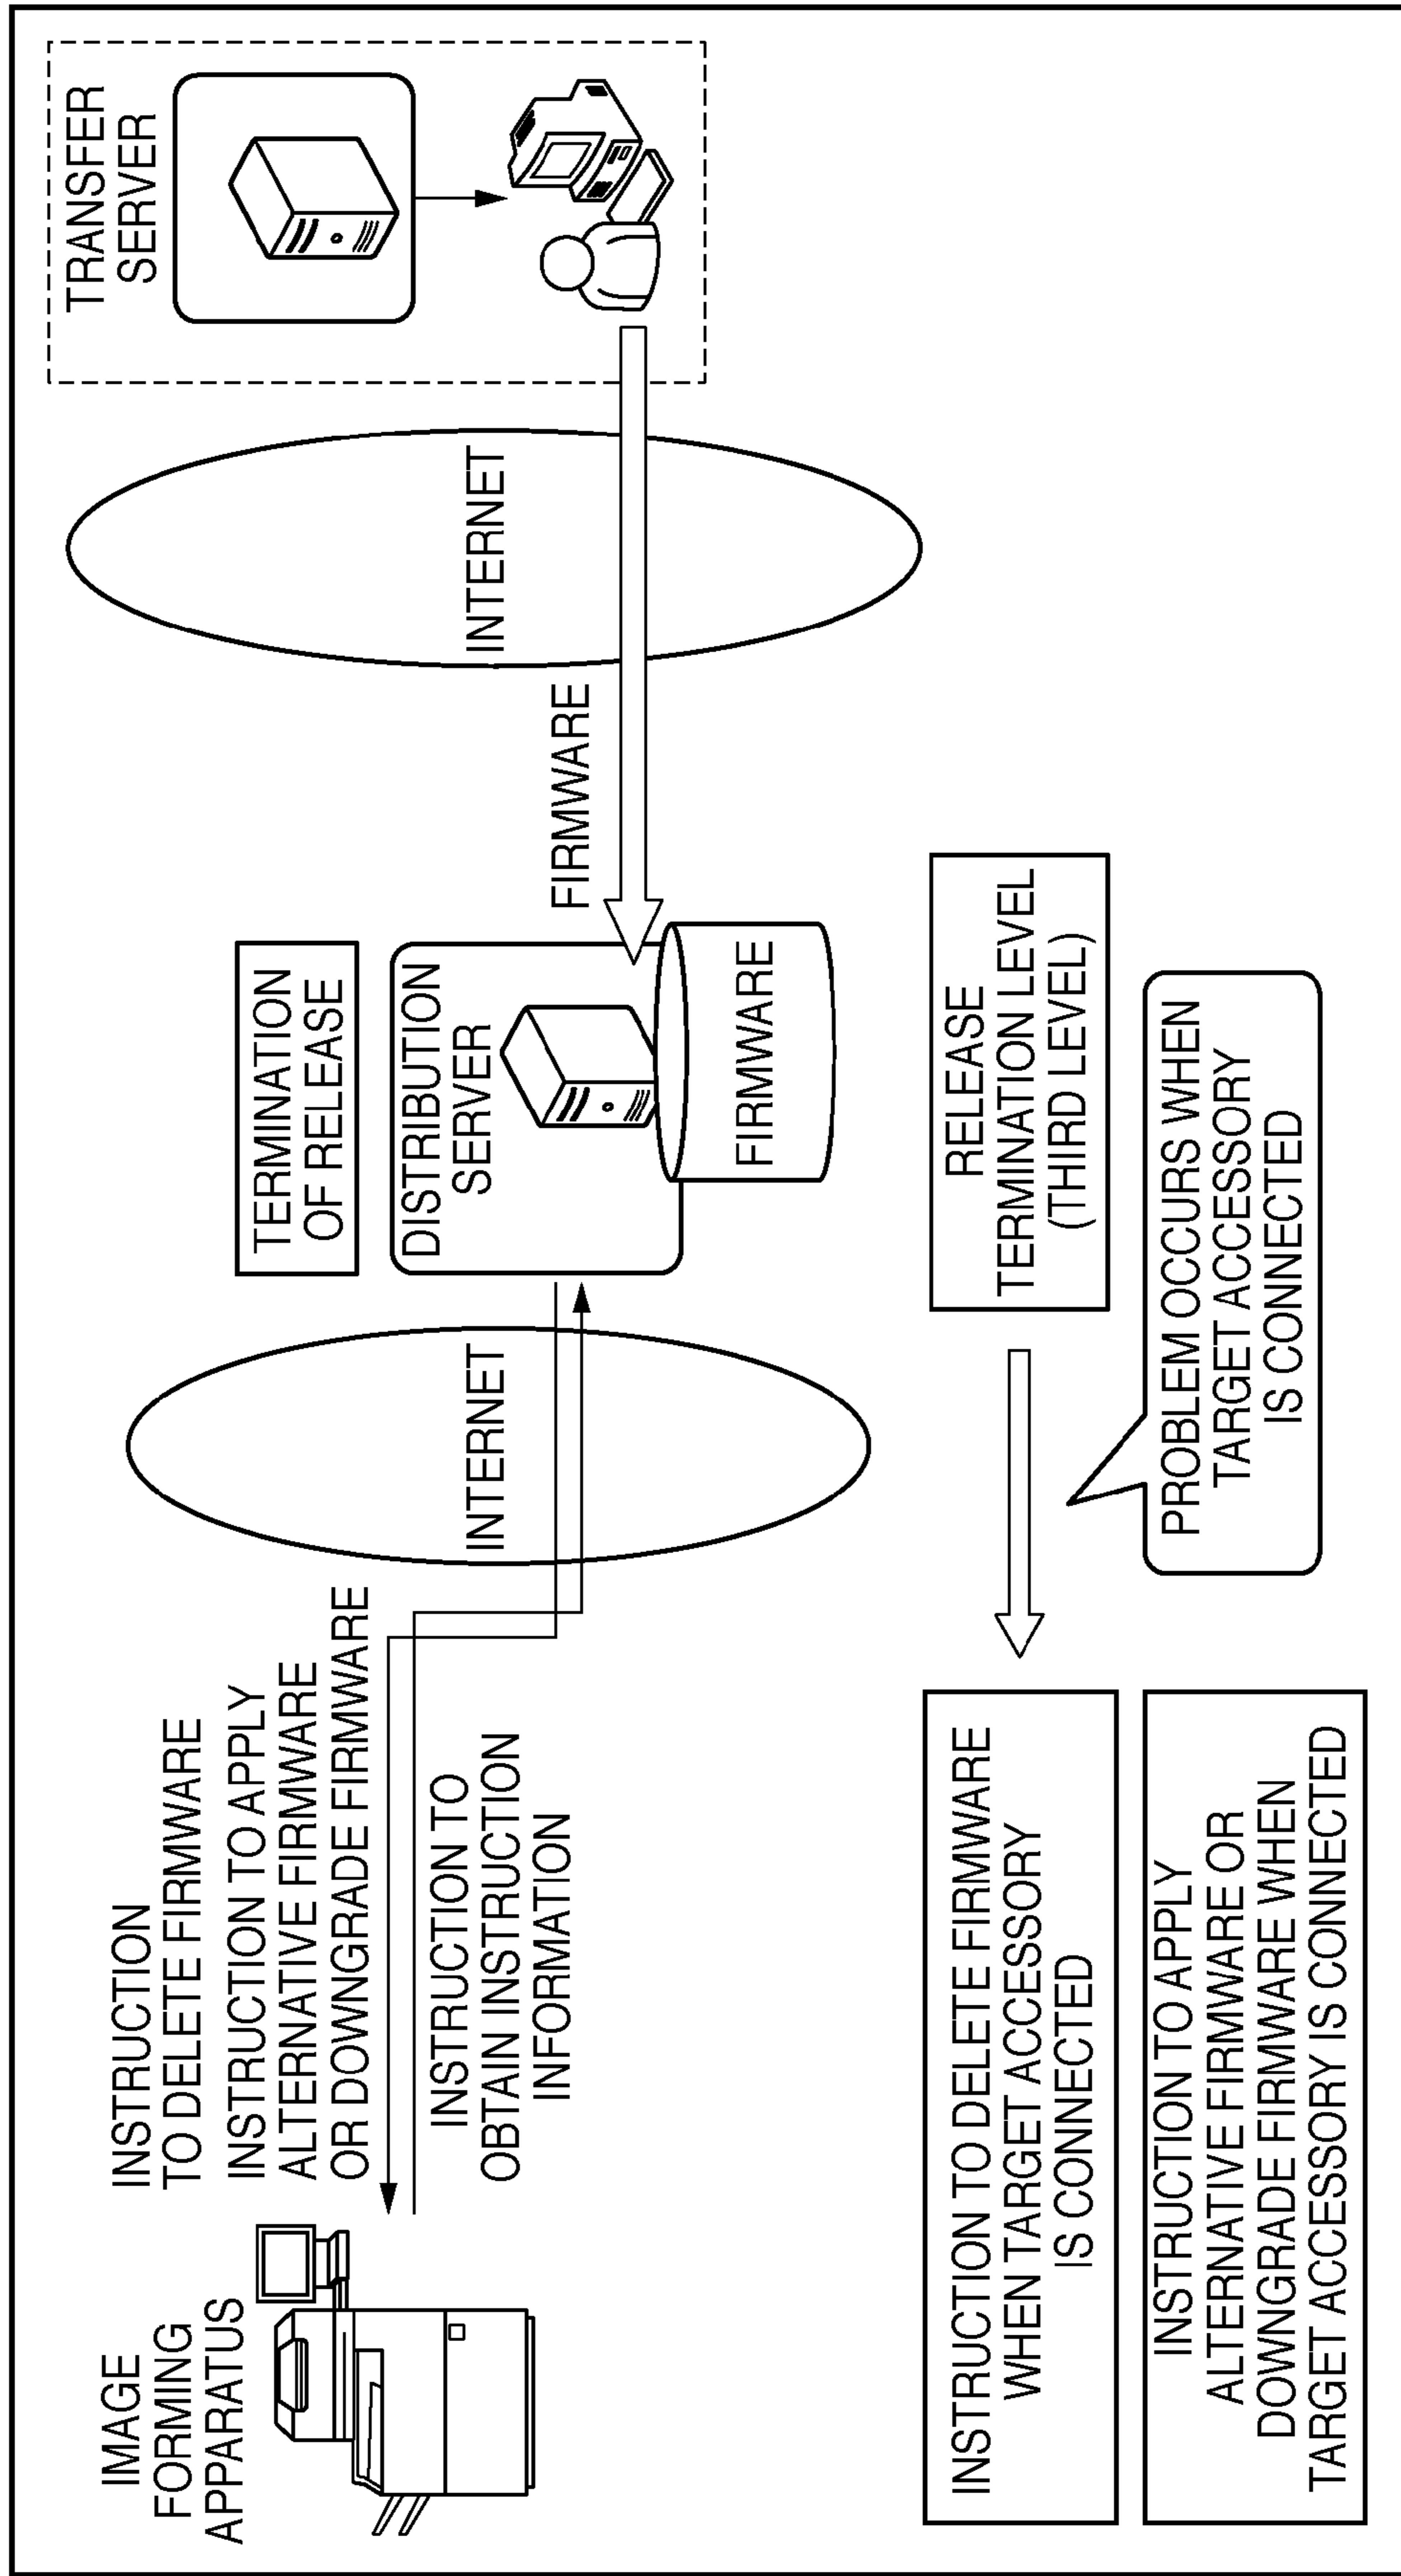 IMAGE
FORMING
APPARATUS
INSTRUCTION
TO DELETE FIRMWARE
INSTRUCTION TO APPLY
ALTERNATIVE FIRMWARE
OR DOWNGRADE FIRMWARE
INSTRUCTION TO
OBTAIN INSTRUCTION
INFORMATION
INTERNET
TERMINATION
OF RELEASE
DISTRIBUTION
SERVER
FIRMWARE
FIRMWARE
INTERNET
TRANSFER
SERVER
INSTRUCTION TO DELETE FIRMWARE
WHEN TARGET ACCESSORY
IS CONNECTED
INSTRUCTION TO APPLY
ALTERNATIVE FIRMWARE OR
DOWNGRADE FIRMWARE WHEN
TARGET ACCESSORY IS CONNECTED
RELEASE
TERMINATION LEVEL
(THIRD LEVEL)
PROBLEM OCCURS WHEN
TARGET ACCESSORY
IS CONNECTED